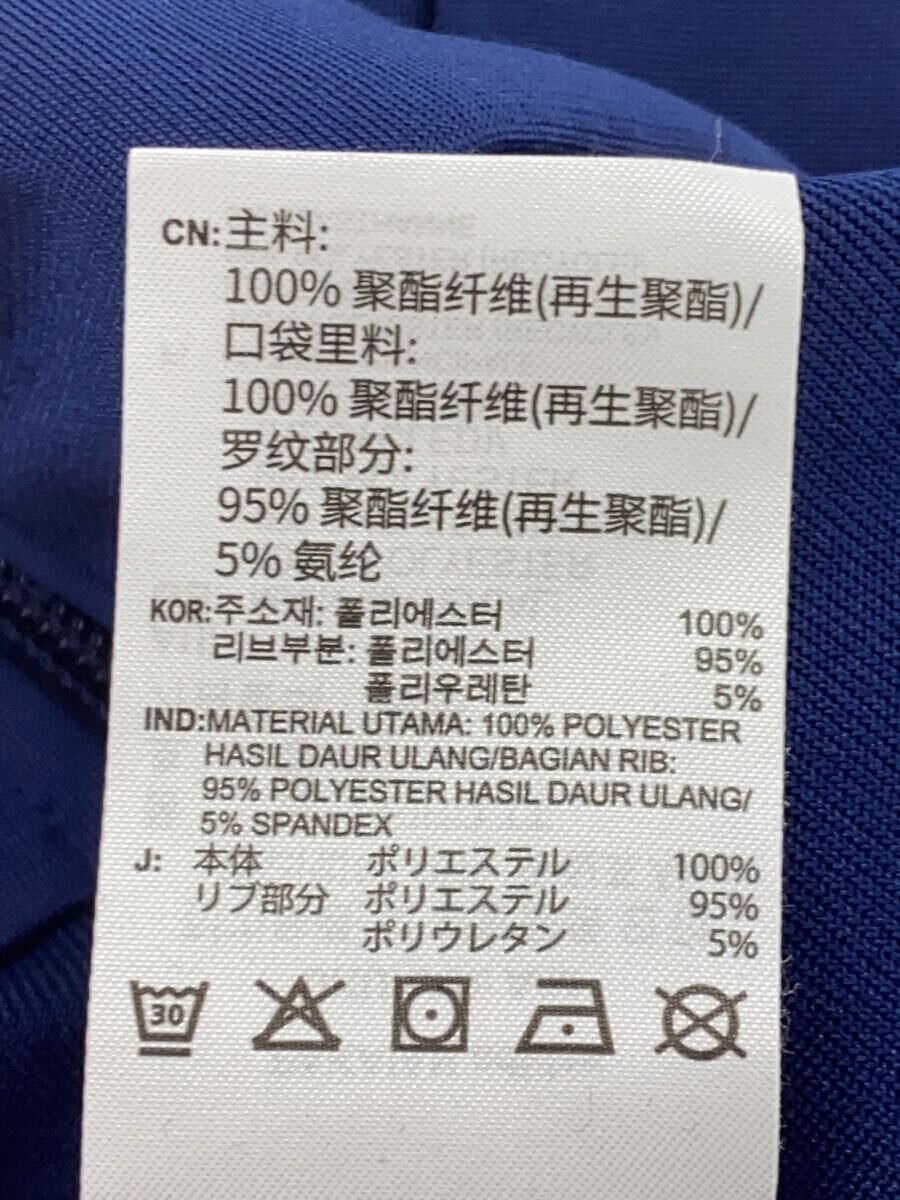 CN:主料:
100% 聚酯纤维(再生聚酯)/
口袋里料:
100% 聚酯纤维(再生聚酯)/
罗纹部分:
95% 聚酯纤维(再生聚酯)/
5% 氨纶
KOR:주소재: 폴리에스터 100%
리브부분: 폴리에스터 95%
폴리우레탄 5%
IND:MATERIAL UTAMA: 100% POLYESTER
HASIL DAUR ULANG/BAGIAN RIB:
95% POLYESTER HASIL DAUR ULANG/
5% SPANDEX
J: 本体 ポリエステル 100%
リブ部分 ポリエステル 95%
ポリウレタン 5%
30